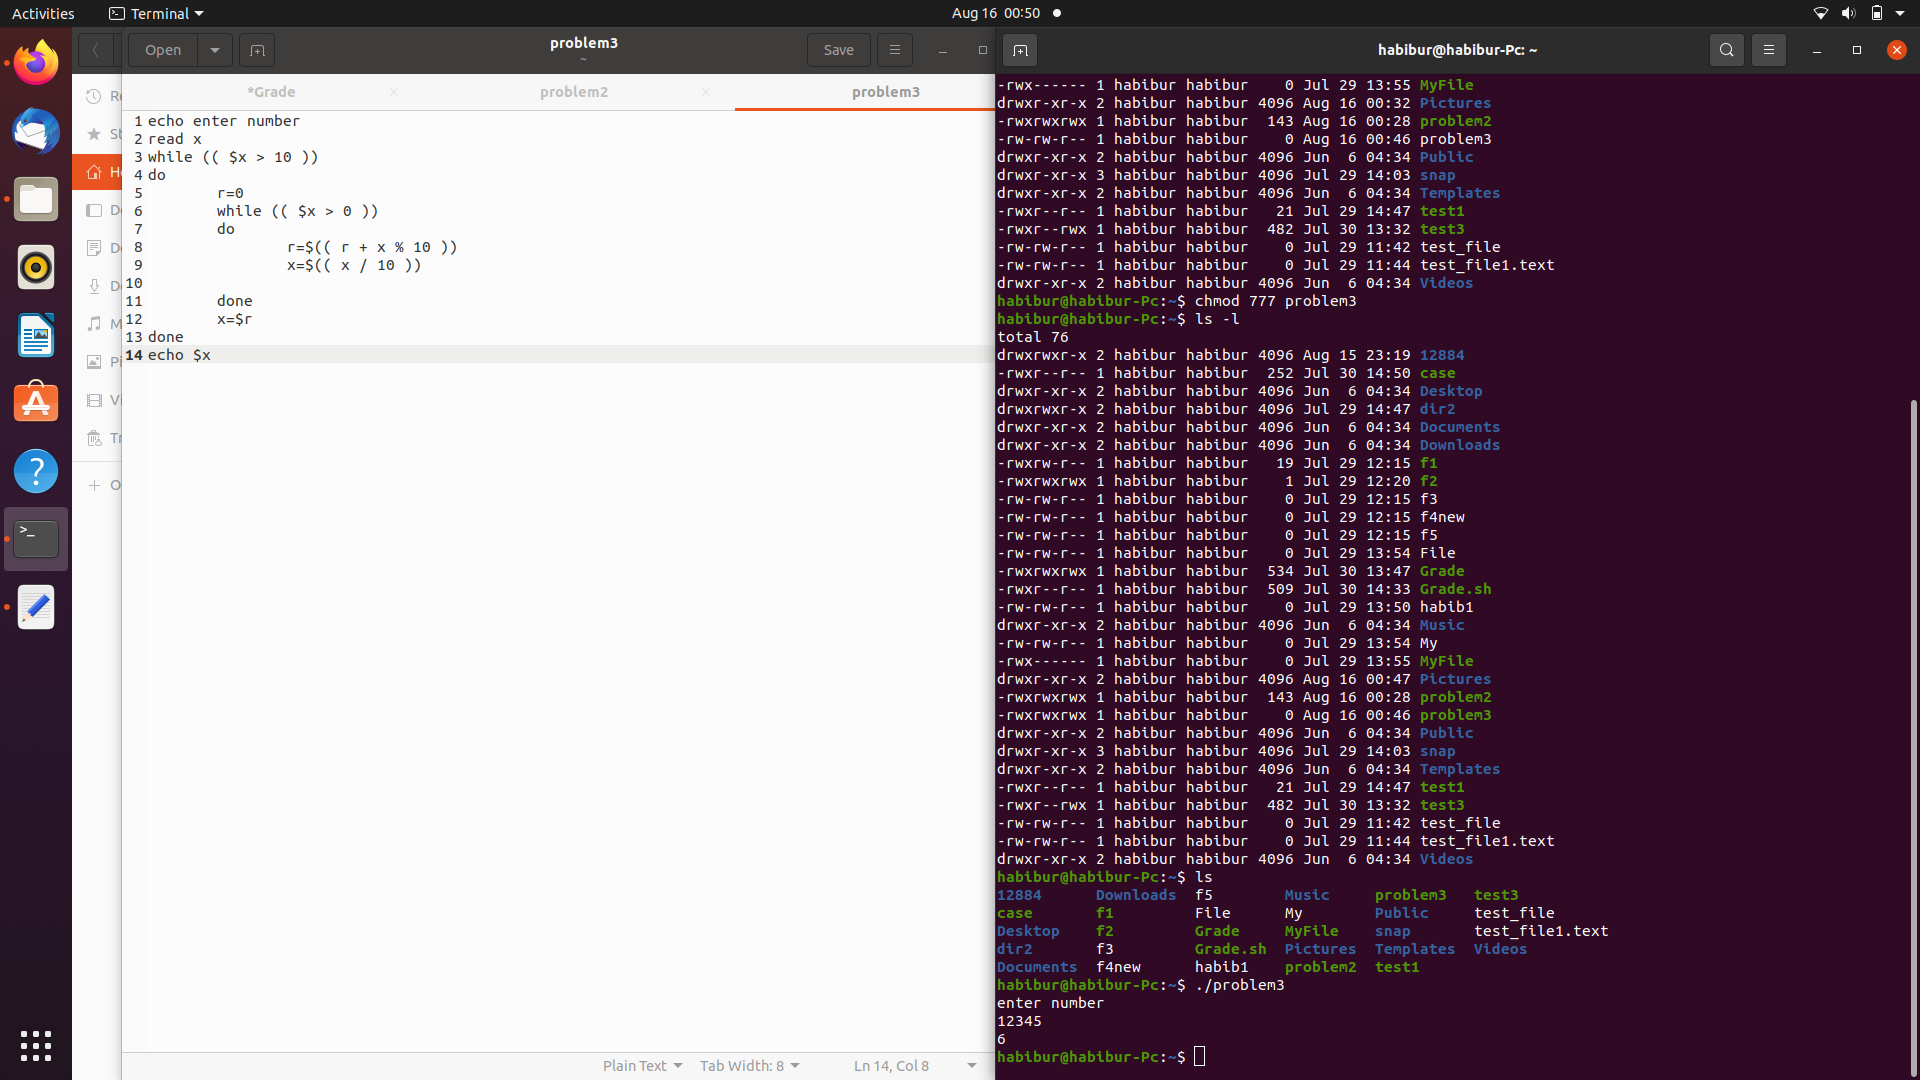 Activities
Terminal
Aug 16 00:50
Open
problem3
~
Save
*Grade
problem2
problem3
1 echo enter number
2 read x
3 while (( $x > 10 ))
4 do
5 r=0
6 while (( $x > 0 ))
7 do
8 r=$(( r + x % 10 ))
9 x=$(( x / 10 ))
10
11 done
12 x=$r
13 done
14 echo $x
Plain Text
Tab Width: 8
Ln 14, Col 8
habibur@habibur-Pc: ~
-rwx------ 1 habibur habibur 0 Jul 29 13:55 MyFile
drwxr-xr-x 2 habibur habibur 4096 Aug 16 00:32 Pictures
-rwxrwxrwx 1 habibur habibur 143 Aug 16 00:28 problem2
-rw-rw-r-- 1 habibur habibur 0 Aug 16 00:46 problem3
drwxr-xr-x 2 habibur habibur 4096 Jun 6 04:34 Public
drwxr-xr-x 3 habibur habibur 4096 Jul 29 14:03 snap
drwxr-xr-x 2 habibur habibur 4096 Jun 6 04:34 Templates
-rwxr--r-- 1 habibur habibur 21 Jul 29 14:47 test1
-rwxr--rwx 1 habibur habibur 482 Jul 30 13:32 test3
-rw-rw-r-- 1 habibur habibur 0 Jul 29 11:42 test_file
-rw-rw-r-- 1 habibur habibur 0 Jul 29 11:44 test_file1.text
drwxr-xr-x 2 habibur habibur 4096 Jun 6 04:34 Videos
habibur@habibur-Pc:~$ chmod 777 problem3
habibur@habibur-Pc:~$ ls -l
total 76
drwxrwxr-x 2 habibur habibur 4096 Aug 15 23:19 12884
-rwxr--r-- 1 habibur habibur 252 Jul 30 14:50 case
drwxr-xr-x 2 habibur habibur 4096 Jun 6 04:34 Desktop
drwxrwxr-x 2 habibur habibur 4096 Jul 29 14:47 dir2
drwxr-xr-x 2 habibur habibur 4096 Jun 6 04:34 Documents
drwxr-xr-x 2 habibur habibur 4096 Jun 6 04:34 Downloads
-rwxrw-r-- 1 habibur habibur 19 Jul 29 12:15 f1
-rwxrwxrwx 1 habibur habibur 1 Jul 29 12:20 f2
-rw-rw-r-- 1 habibur habibur 0 Jul 29 12:15 f3
-rw-rw-r-- 1 habibur habibur 0 Jul 29 12:15 f4new
-rw-rw-r-- 1 habibur habibur 0 Jul 29 12:15 f5
-rw-rw-r-- 1 habibur habibur 0 Jul 29 13:54 File
-rwxrwxrwx 1 habibur habibur 534 Jul 30 13:47 Grade
-rwxr--r-- 1 habibur habibur 509 Jul 30 14:33 Grade.sh
-rw-rw-r-- 1 habibur habibur 0 Jul 29 13:50 habib1
drwxr-xr-x 2 habibur habibur 4096 Jun 6 04:34 Music
-rw-rw-r-- 1 habibur habibur 0 Jul 29 13:54 My
-rwx------ 1 habibur habibur 0 Jul 29 13:55 MyFile
drwxr-xr-x 2 habibur habibur 4096 Aug 16 00:47 Pictures
-rwxrwxrwx 1 habibur habibur 143 Aug 16 00:28 problem2
-rwxrwxrwx 1 habibur habibur 0 Aug 16 00:46 problem3
drwxr-xr-x 2 habibur habibur 4096 Jun 6 04:34 Public
drwxr-xr-x 3 habibur habibur 4096 Jul 29 14:03 snap
drwxr-xr-x 2 habibur habibur 4096 Jun 6 04:34 Templates
-rwxr--r-- 1 habibur habibur 21 Jul 29 14:47 test1
-rwxr--rwx 1 habibur habibur 482 Jul 30 13:32 test3
-rw-rw-r-- 1 habibur habibur 0 Jul 29 11:42 test_file
-rw-rw-r-- 1 habibur habibur 0 Jul 29 11:44 test_file1.text
drwxr-xr-x 2 habibur habibur 4096 Jun 6 04:34 Videos
habibur@habibur-Pc:~$ ls
12884 Downloads f5 Music problem3 test3
case f1 File My Public test_file
Desktop f2 Grade MyFile snap test_file1.text
dir2 f3 Grade.sh Pictures Templates Videos
Documents f4new habib1 problem2 test1
habibur@habibur-Pc:~$ ./problem3
enter number
12345
6
habibur@habibur-Pc:~$